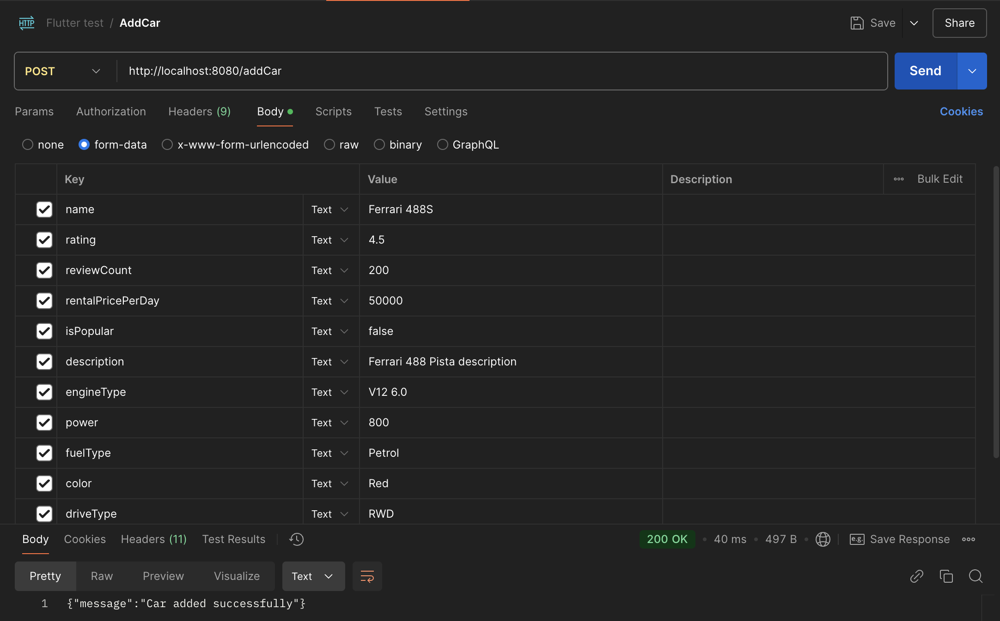 HTTP Flutter test / AddCar Save Share
POST http://localhost:8080/addCar Send
Params Authorization Headers (9) Body Scripts Tests Settings Cookies
none form-data x-www-form-urlencoded raw binary GraphQL
Key Value Description Bulk Edit
name Text Ferrari 488S
rating Text 4.5
reviewCount Text 200
rentalPricePerDay Text 50000
isPopular Text false
description Text Ferrari 488 Pista description
engineType Text V12 6.0
power Text 800
fuelType Text Petrol
color Text Red
driveType Text RWD
Body Cookies Headers (11) Test Results 200 OK • 40 ms • 497 B • e.g. Save Response
Pretty Raw Preview Visualize Text
1 {"message":"Car added successfully"}